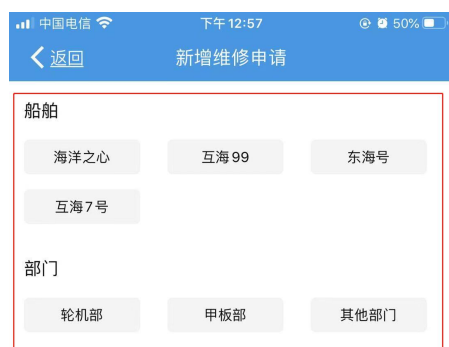 中国电信 下午12:57 50%
返回 新增维修申请
船舶
海洋之心 互海99 东海号
互海7号
部门
轮机部 甲板部 其他部门